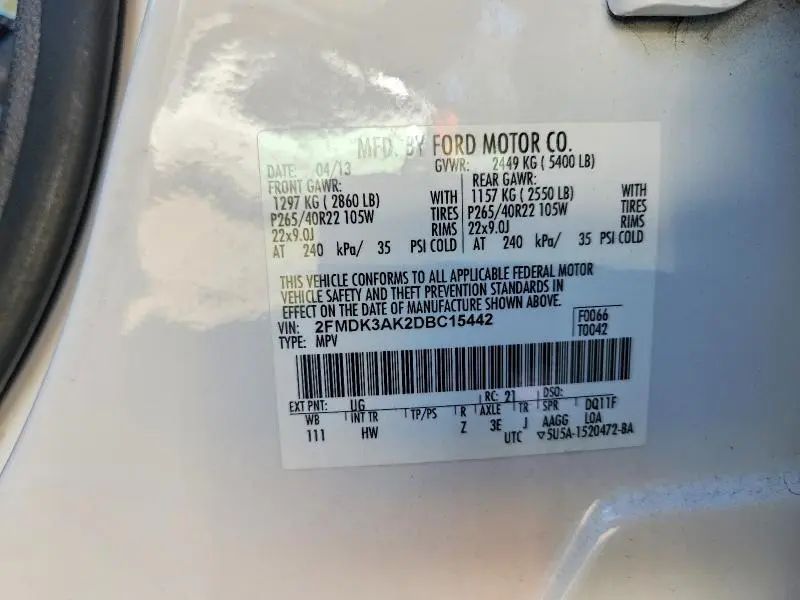 MFD. BY FORD MOTOR CO.
DATE: 04/13 GVWR: 2449 KG ( 5400 LB)
FRONT GAWR: REAR GAWR:
1297 KG ( 2860 LB) WITH 1157 KG ( 2550 LB) WITH
P265/40R22 105W TIRES P265/40R22 105W TIRES
22x9.0J RIMS 22x9.0J RIMS
AT 240 kPa/ 35 PSI COLD AT 240 kPa/ 35 PSI COLD
THIS VEHICLE CONFORMS TO ALL APPLICABLE FEDERAL MOTOR
VEHICLE SAFETY AND THEFT PREVENTION STANDARDS IN
EFFECT ON THE DATE OF MANUFACTURE SHOWN ABOVE.
VIN: 2FMDK3AK2DBC15442 F0066
TYPE: MPV T0042
EXT PNT: UG RC: 21 DSO:
WB INT TR TP/PS R AXLE TR SPR DQ11F
111 HW Z 3E J AAGG LOA
UTC ▽5U5A-1520472-BA